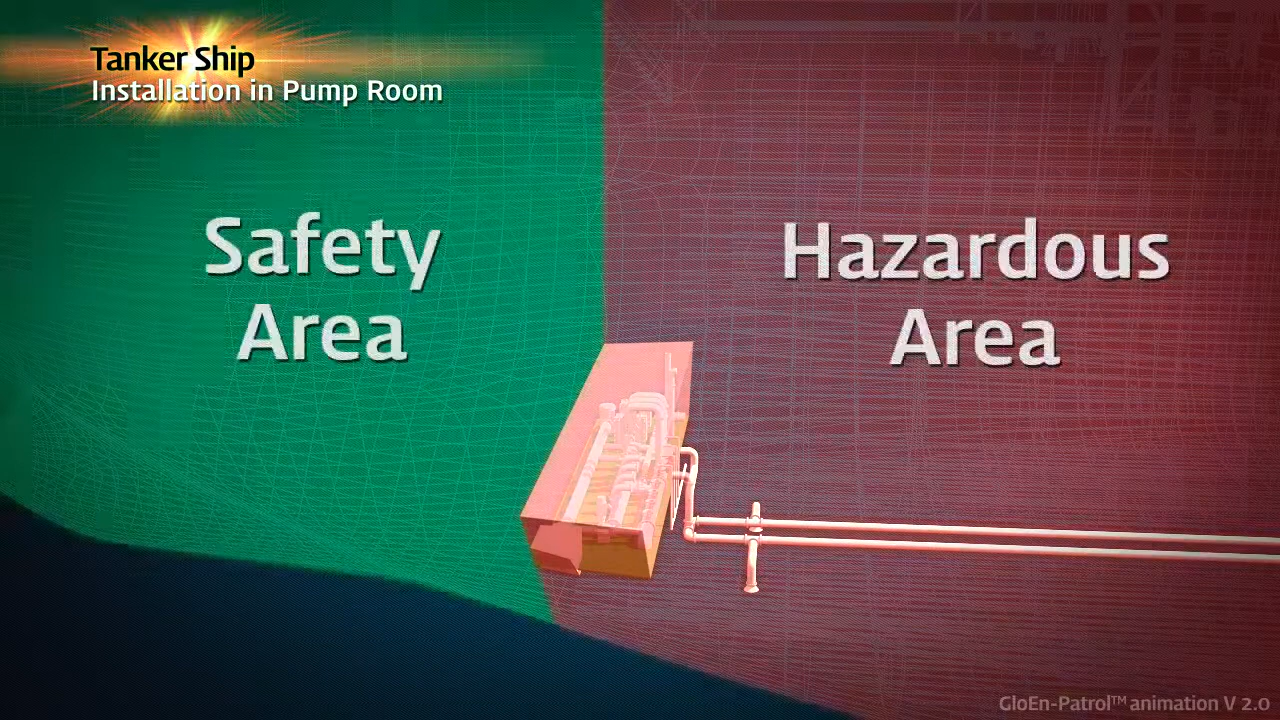 Tanker Ship
Installation in Pump Room
Safety
Area
Hazardous
Area
GloEn-Patrol™ animation V 2.0